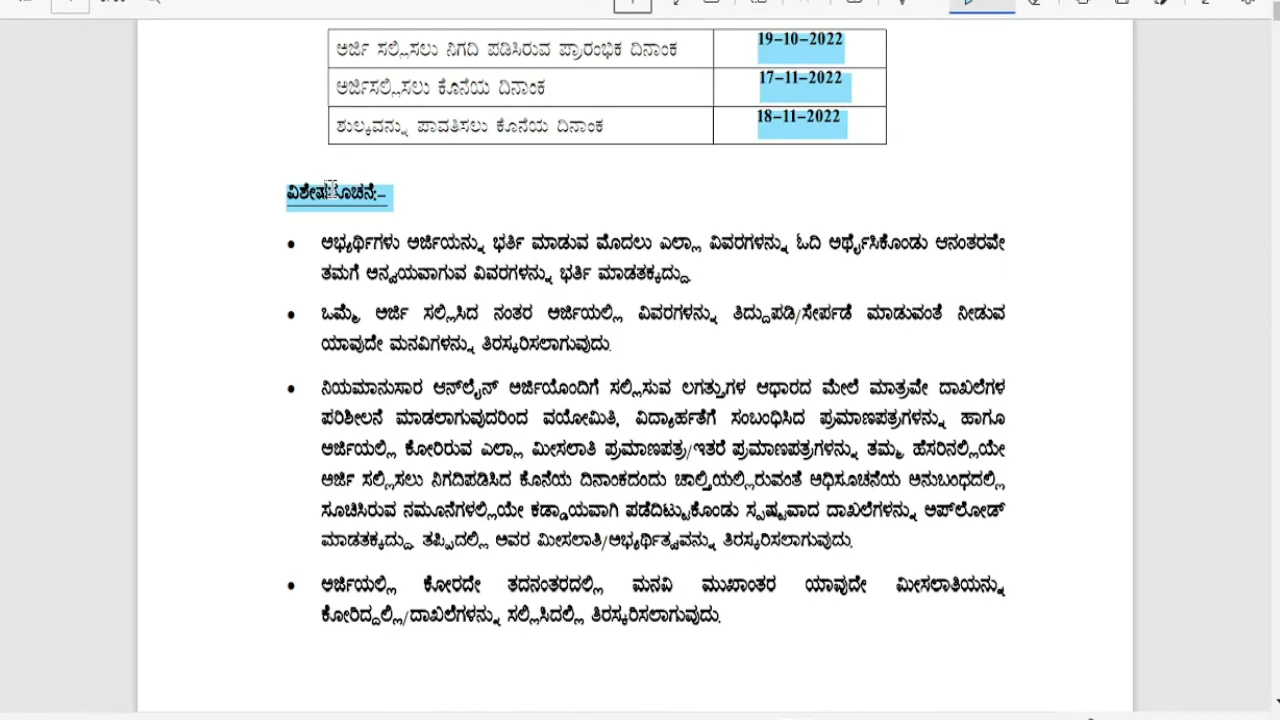 ಅರ್ಜಿ ಸಲ್ಲಿಸಲು ನಿಗದಿ ಪಡಿಸಿರುವ ಪ್ರಾರಂಭಿಕ ದಿನಾಂಕ 19-10-2022
ಅರ್ಜಿಸಲ್ಲಿಸಲು ಕೊನೆಯ ದಿನಾಂಕ 17-11-2022
ಶುಲ್ಕವನ್ನು ಪಾವತಿಸಲು ಕೊನೆಯ ದಿನಾಂಕ 18-11-2022
ವಿಶೇಷಸೂಚನೆ:-
• ಅಭ್ಯರ್ಥಿಗಳು ಅರ್ಜಿಯನ್ನು ಭರ್ತಿ ಮಾಡುವ ಮೊದಲು ಎಲ್ಲಾ ವಿವರಗಳನ್ನು ಓದಿ ಅರ್ಥೈಸಿಕೊಂಡು ಆನಂತರವೇ
ತಮಗೆ ಅನ್ವಯವಾಗುವ ವಿವರಗಳನ್ನು ಭರ್ತಿ ಮಾಡತಕ್ಕದ್ದು.
• ಒಮ್ಮೆ ಅರ್ಜಿ ಸಲ್ಲಿಸಿದ ನಂತರ ಅರ್ಜಿಯಲ್ಲಿ ವಿವರಗಳನ್ನು ತಿದ್ದುಪಡಿ/ಸೇರ್ಪಡೆ ಮಾಡುವಂತೆ ನೀಡುವ
ಯಾವುದೇ ಮನವಿಗಳನ್ನು ತಿರಸ್ಕರಿಸಲಾಗುವುದು.
• ನಿಯಮಾನುಸಾರ ಆನ್‌ಲೈನ್ ಅರ್ಜಿಯೊಂದಿಗೆ ಸಲ್ಲಿಸುವ ಲಗತ್ತುಗಳ ಆಧಾರದ ಮೇಲೆ ಮಾತ್ರವೇ ದಾಖಲೆಗಳ
ಪರಿಶೀಲನೆ ಮಾಡಲಾಗುವುದರಿಂದ ವಯೋಮಿತಿ, ವಿದ್ಯಾರ್ಹತೆಗೆ ಸಂಬಂಧಿಸಿದ ಪ್ರಮಾಣಪತ್ರಗಳನ್ನು ಹಾಗೂ
ಅರ್ಜಿಯಲ್ಲಿ ಕೋರಿರುವ ಎಲ್ಲಾ ಮೀಸಲಾತಿ ಪ್ರಮಾಣಪತ್ರ/ಇತರೆ ಪ್ರಮಾಣಪತ್ರಗಳನ್ನು ತಮ್ಮ ಹೆಸರಿನಲ್ಲಿಯೇ
ಅರ್ಜಿ ಸಲ್ಲಿಸಲು ನಿಗದಿಪಡಿಸಿದ ಕೊನೆಯ ದಿನಾಂಕದಂದು ಚಾಲ್ತಿಯಲ್ಲಿರುವಂತೆ ಅಧಿಸೂಚನೆಯ ಅನುಬಂಧದಲ್ಲಿ
ಸೂಚಿಸಿರುವ ನಮೂನೆಗಳಲ್ಲಿಯೇ ಕಡ್ಡಾಯವಾಗಿ ಪಡೆದಿಟ್ಟುಕೊಂಡು ಸ್ಪಷ್ಟವಾದ ದಾಖಲೆಗಳನ್ನು ಅಪ್‌ಲೋಡ್
ಮಾಡತಕ್ಕದ್ದು. ತಪ್ಪಿದಲ್ಲಿ ಅವರ ಮೀಸಲಾತಿ/ಅಭ್ಯರ್ಥಿತ್ವವನ್ನು ತಿರಸ್ಕರಿಸಲಾಗುವುದು.
• ಅರ್ಜಿಯಲ್ಲಿ ಕೋರದೇ ತದನಂತರದಲ್ಲಿ ಮನವಿ ಮುಖಾಂತರ ಯಾವುದೇ ಮೀಸಲಾತಿಯನ್ನು
ಕೋರಿದ್ದಲ್ಲಿ/ದಾಖಲೆಗಳನ್ನು ಸಲ್ಲಿಸಿದಲ್ಲಿ ತಿರಸ್ಕರಿಸಲಾಗುವುದು.